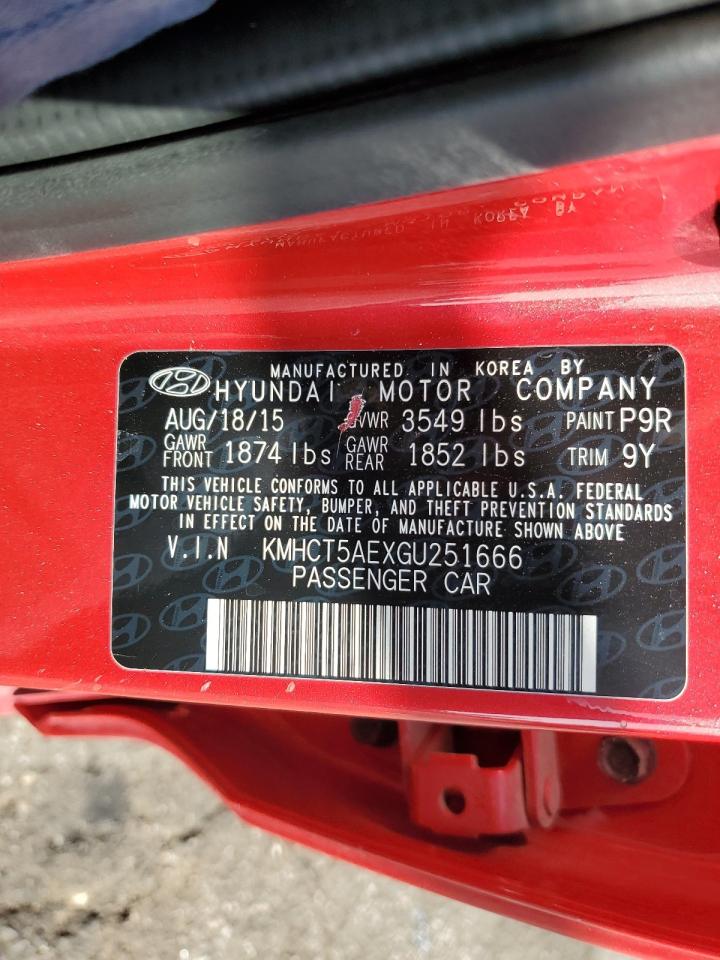 MANUFACTURED IN KOREA BY
HYUNDAI MOTOR COMPANY
AUG/18/15 GVWR 3549 lbs PAINT P9R
GAWR FRONT 1874 lbs GAWR REAR 1852 lbs TRIM 9Y
THIS VEHICLE CONFORMS TO ALL APPLICABLE U.S.A. FEDERAL
MOTOR VEHICLE SAFETY, BUMPER, AND THEFT PREVENTION STANDARDS
IN EFFECT ON THE DATE OF MANUFACTURE SHOWN ABOVE
V.I.N KMHCT5AEXGU251666
PASSENGER CAR